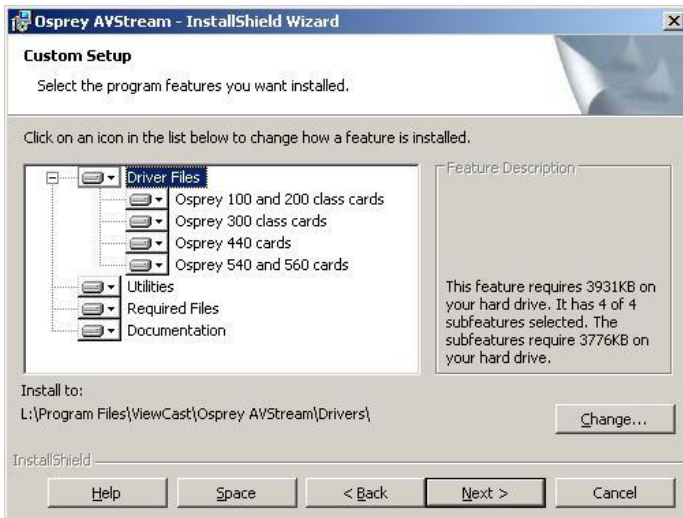 Osprey AVStream - InstallShield Wizard
Custom Setup
Select the program features you want installed.
Click on an icon in the list below to change how a feature is installed.
Driver Files
Osprey 100 and 200 class cards
Osprey 300 class cards
Osprey 440 cards
Osprey 540 and 560 cards
Utilities
Required Files
Documentation
Feature Description
This feature requires 3931KB on
your hard drive. It has 4 of 4
subfeatures selected. The
subfeatures require 3776KB on
your hard drive.
Install to:
L:\Program Files\ViewCast\Osprey AVStream\Drivers\
Change...
InstallShield
Help
Space
< Back
Next >
Cancel